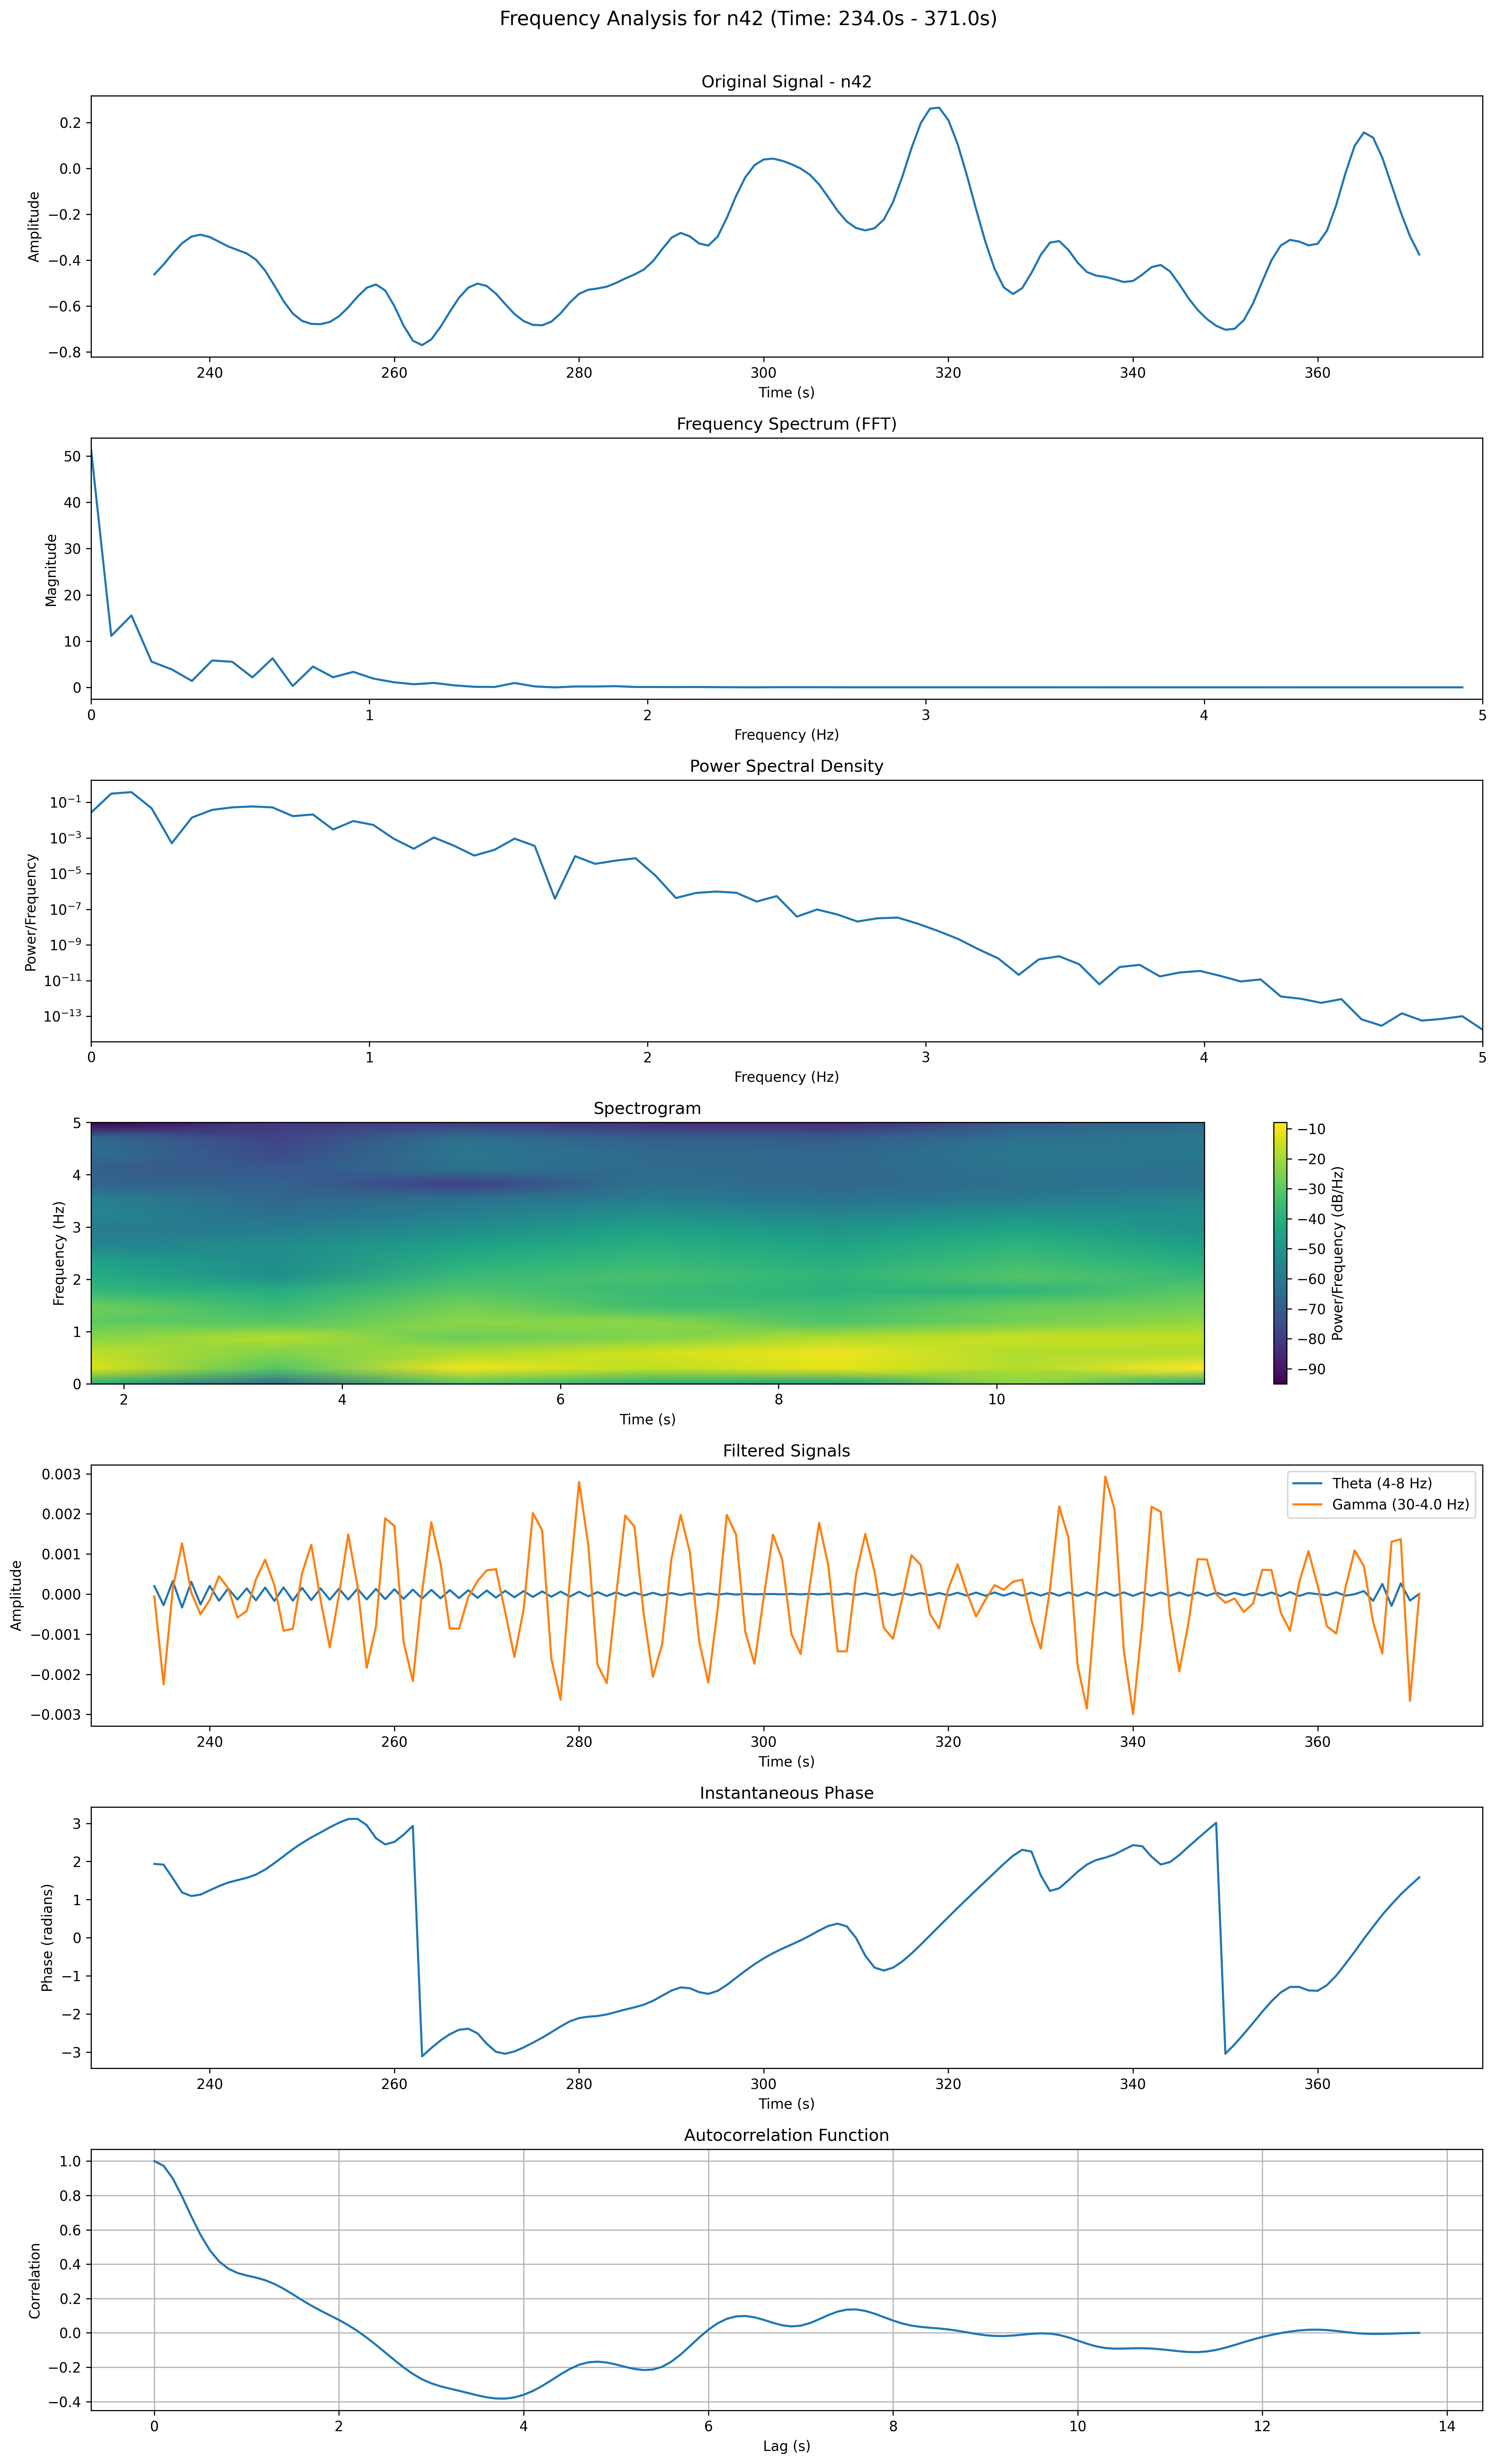 Frequency Analysis for n42 (Time: 234.0s - 371.0s)
Original Signal - n42
Amplitude
0.2
0.0
−0.2
−0.4
−0.6
−0.8
240 260 280 300 320 340 360
Time (s)
Frequency Spectrum (FFT)
Magnitude
50
40
30
20
10
0
0 1 2 3 4 5
Frequency (Hz)
Power Spectral Density
Power/Frequency
10⁻¹
10⁻³
10⁻⁵
10⁻⁷
10⁻⁹
10⁻¹¹
10⁻¹³
0 1 2 3 4 5
Frequency (Hz)
Spectrogram
Frequency (Hz)
5
4
3
2
1
0
2 4 6 8 10
Time (s)
−10
−20
−30
−40
−50
−60
−70
−80
−90
Power/Frequency (dB/Hz)
Filtered Signals
Amplitude
0.003
0.002
0.001
0.000
−0.001
−0.002
−0.003
Theta (4-8 Hz)
Gamma (30-4.0 Hz)
240 260 280 300 320 340 360
Time (s)
Instantaneous Phase
Phase (radians)
3
2
1
0
−1
−2
−3
240 260 280 300 320 340 360
Time (s)
Autocorrelation Function
Correlation
1.0
0.8
0.6
0.4
0.2
0.0
−0.2
−0.4
0 2 4 6 8 10 12 14
Lag (s)